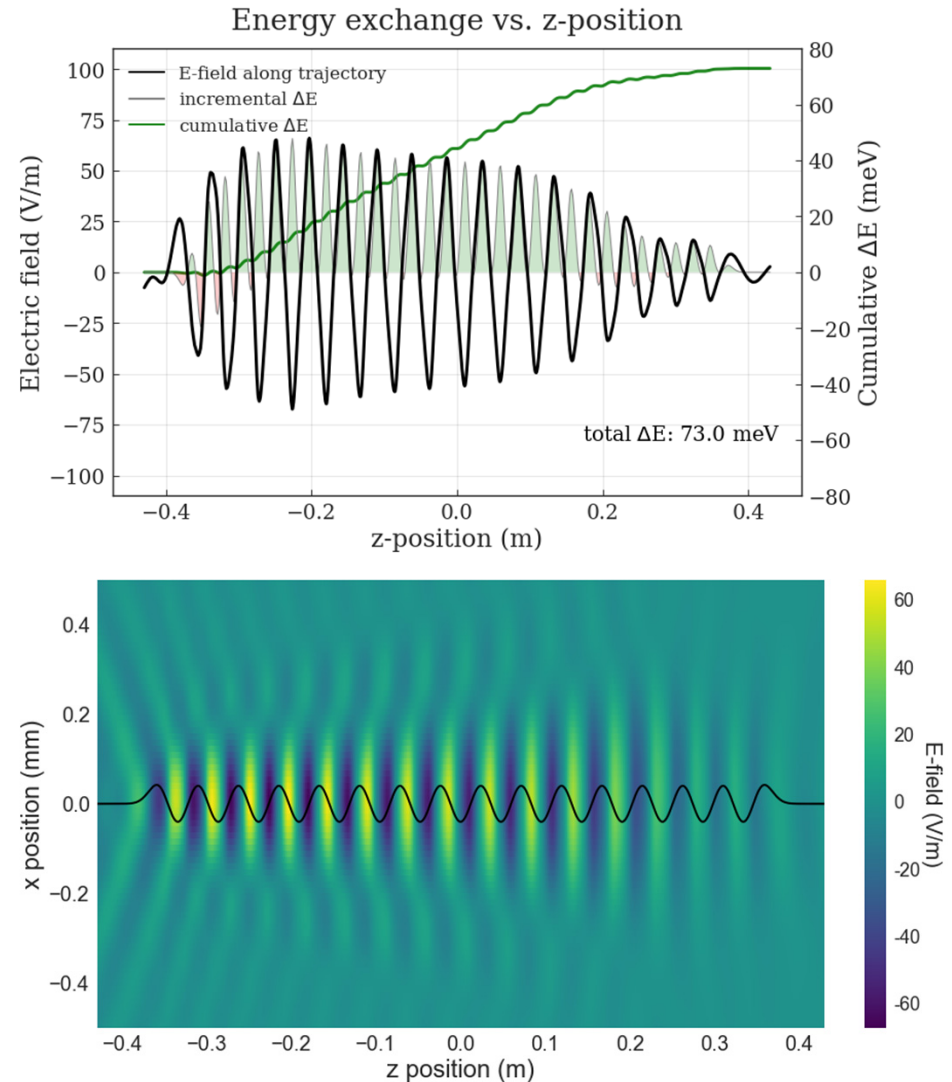 Energy exchange vs. z-position
E-field along trajectory
incremental ΔE
cumulative ΔE
100
75
50
25
0
−25
−50
−75
−100
Electric field (V/m)
80
60
40
20
0
−20
−40
−60
−80
Cumulative ΔE (meV)
total ΔE: 73.0 meV
−0.4 −0.2 0.0 0.2 0.4
z-position (m)
0.4
0.2
0.0
−0.2
−0.4
x position (mm)
−0.4 −0.3 −0.2 −0.1 0.0 0.1 0.2 0.3 0.4
z position (m)
60
40
20
0
-20
-40
-60
E-field (V/m)